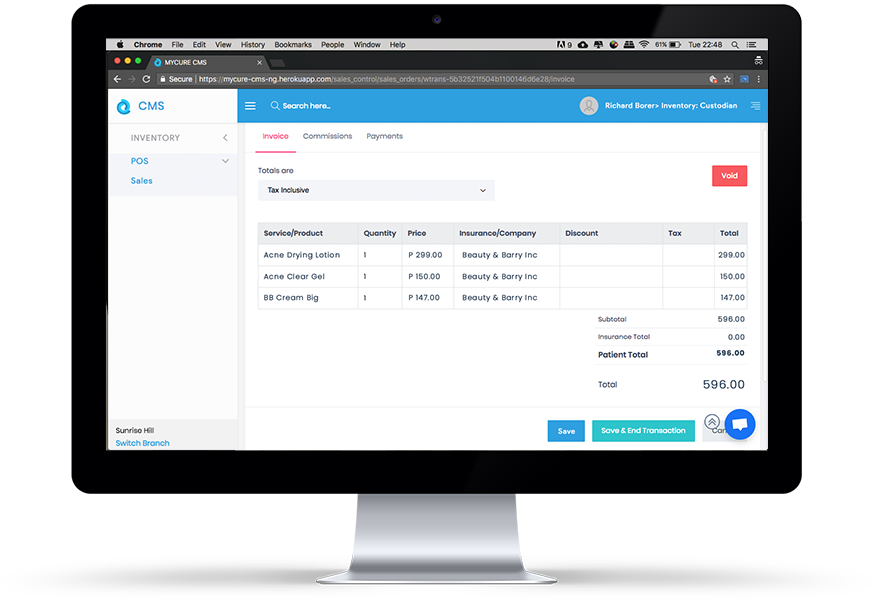 Chrome File Edit View History Bookmarks People Window Help 9 61% Tue 22:48
MYCURE CMS
Secure https://mycure-cms-ng.herokuapp.com/sales_control/sales_orders/wtrans-5b32521f504b1100146d6e28/invoice
CMS
Search here..
Richard Borer> Inventory: Custodian
INVENTORY
POS
Sales
Invoice Commissions Payments
Totals are
Tax Inclusive
Void
Service/Product Quantity Price Insurance/Company Discount Tax Total
Acne Drying Lotion 1 P 299.00 Beauty & Barry Inc 299.00
Acne Clear Gel 1 P 150.00 Beauty & Barry Inc 150.00
BB Cream Big 1 P 147.00 Beauty & Barry Inc 147.00
Subtotal 596.00
Insurance Total 0.00
Patient Total 596.00
Total 596.00
Save
Save & End Transaction
Sunrise Hill
Switch Branch